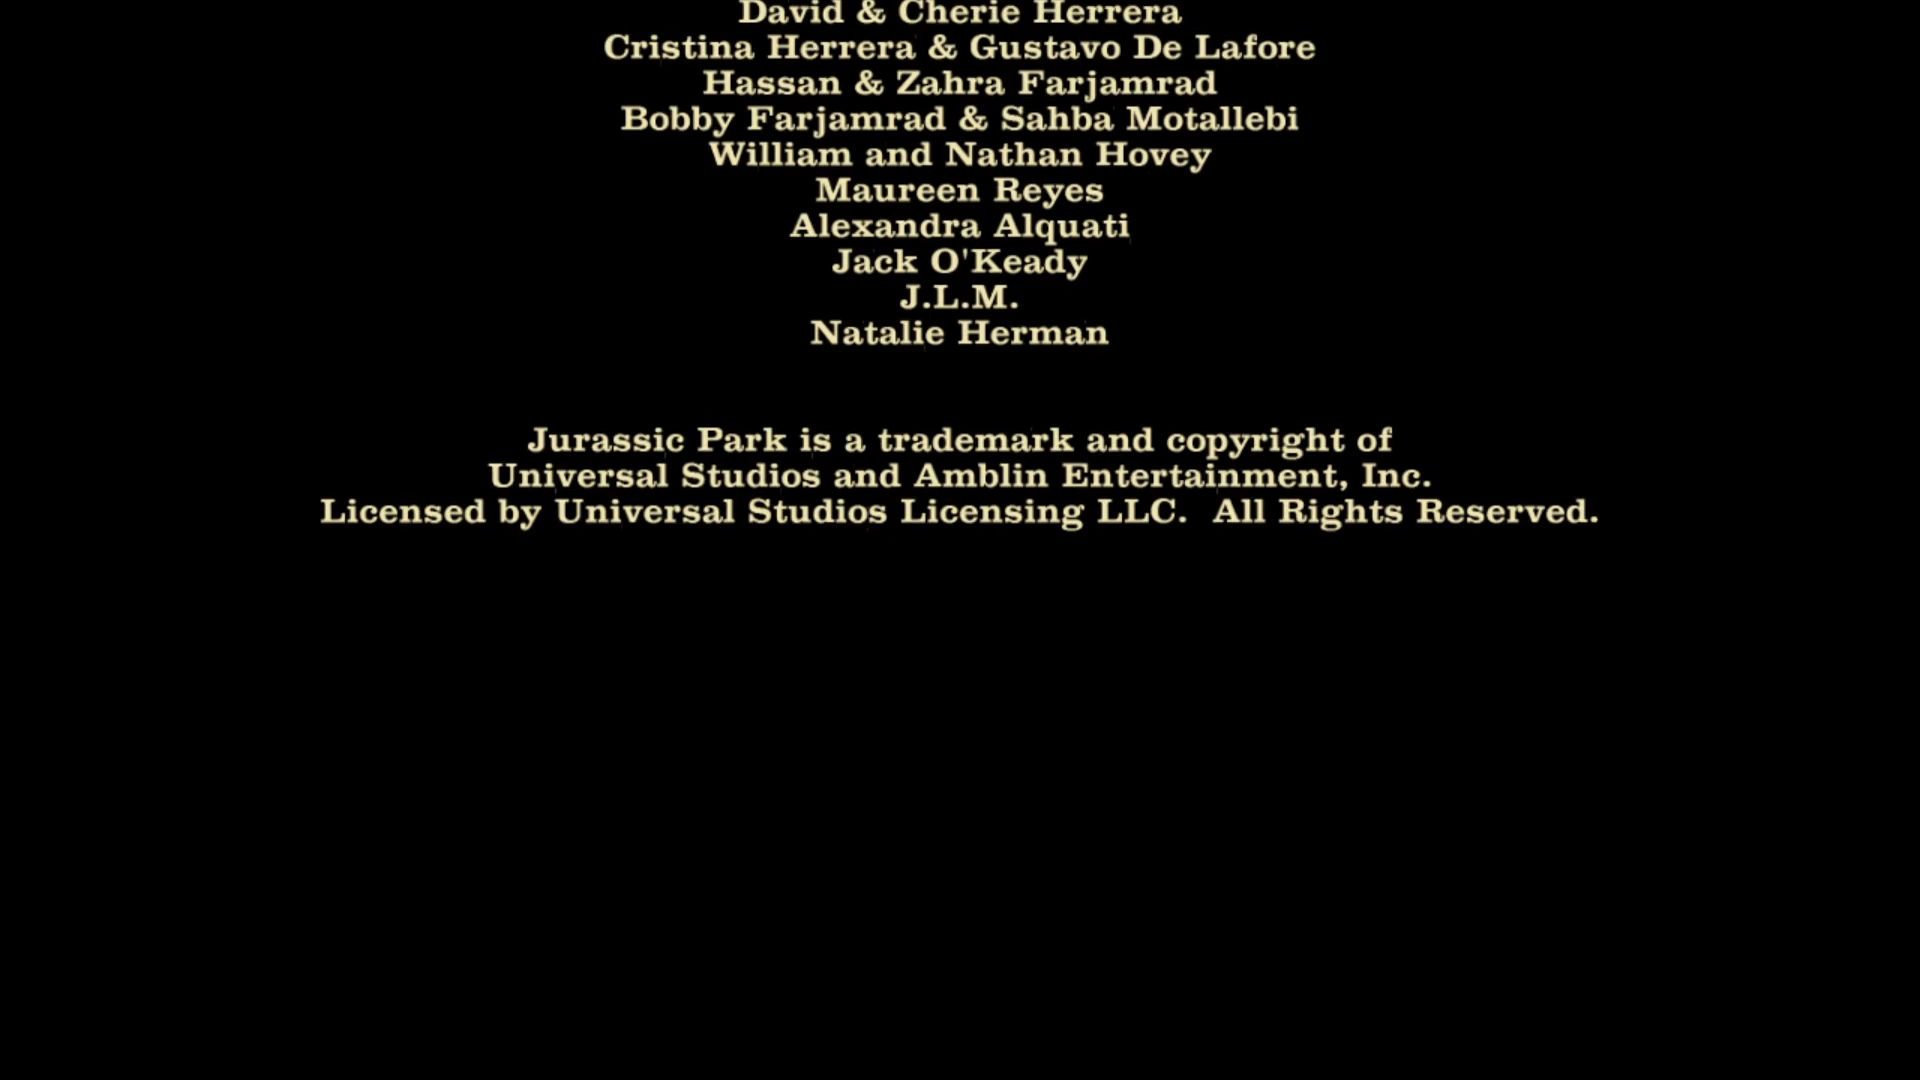 David & Cherie Herrera
Cristina Herrera & Gustavo De Lafore
Hassan & Zahra Farjamrad
Bobby Farjamrad & Sahba Motallebi
William and Nathan Hovey
Maureen Reyes
Alexandra Alquati
Jack O'Keady
J.L.M.
Natalie Herman
Jurassic Park is a trademark and copyright of
Universal Studios and Amblin Entertainment, Inc.
Licensed by Universal Studios Licensing LLC.  All Rights Reserved.